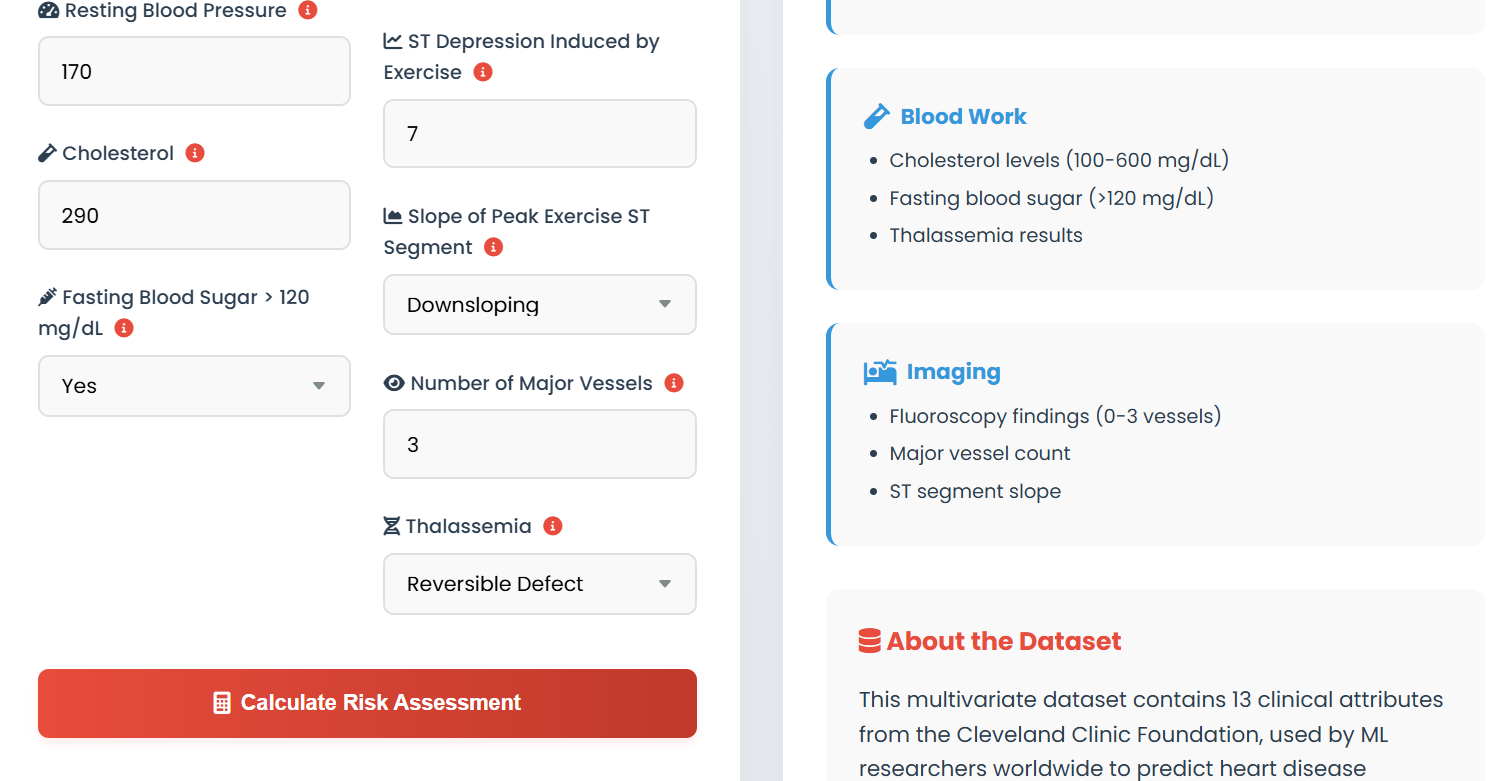 Resting Blood Pressure
170
Cholesterol
290
Fasting Blood Sugar > 120
mg/dL
Yes
ST Depression Induced by
Exercise
7
Slope of Peak Exercise ST
Segment
Downsloping
Number of Major Vessels
3
Thalassemia
Reversible Defect
Calculate Risk Assessment
Blood Work
Cholesterol levels (100-600 mg/dL)
Fasting blood sugar (>120 mg/dL)
Thalassemia results
Imaging
Fluoroscopy findings (0-3 vessels)
Major vessel count
ST segment slope
About the Dataset
This multivariate dataset contains 13 clinical attributes
from the Cleveland Clinic Foundation, used by ML
researchers worldwide to predict heart disease